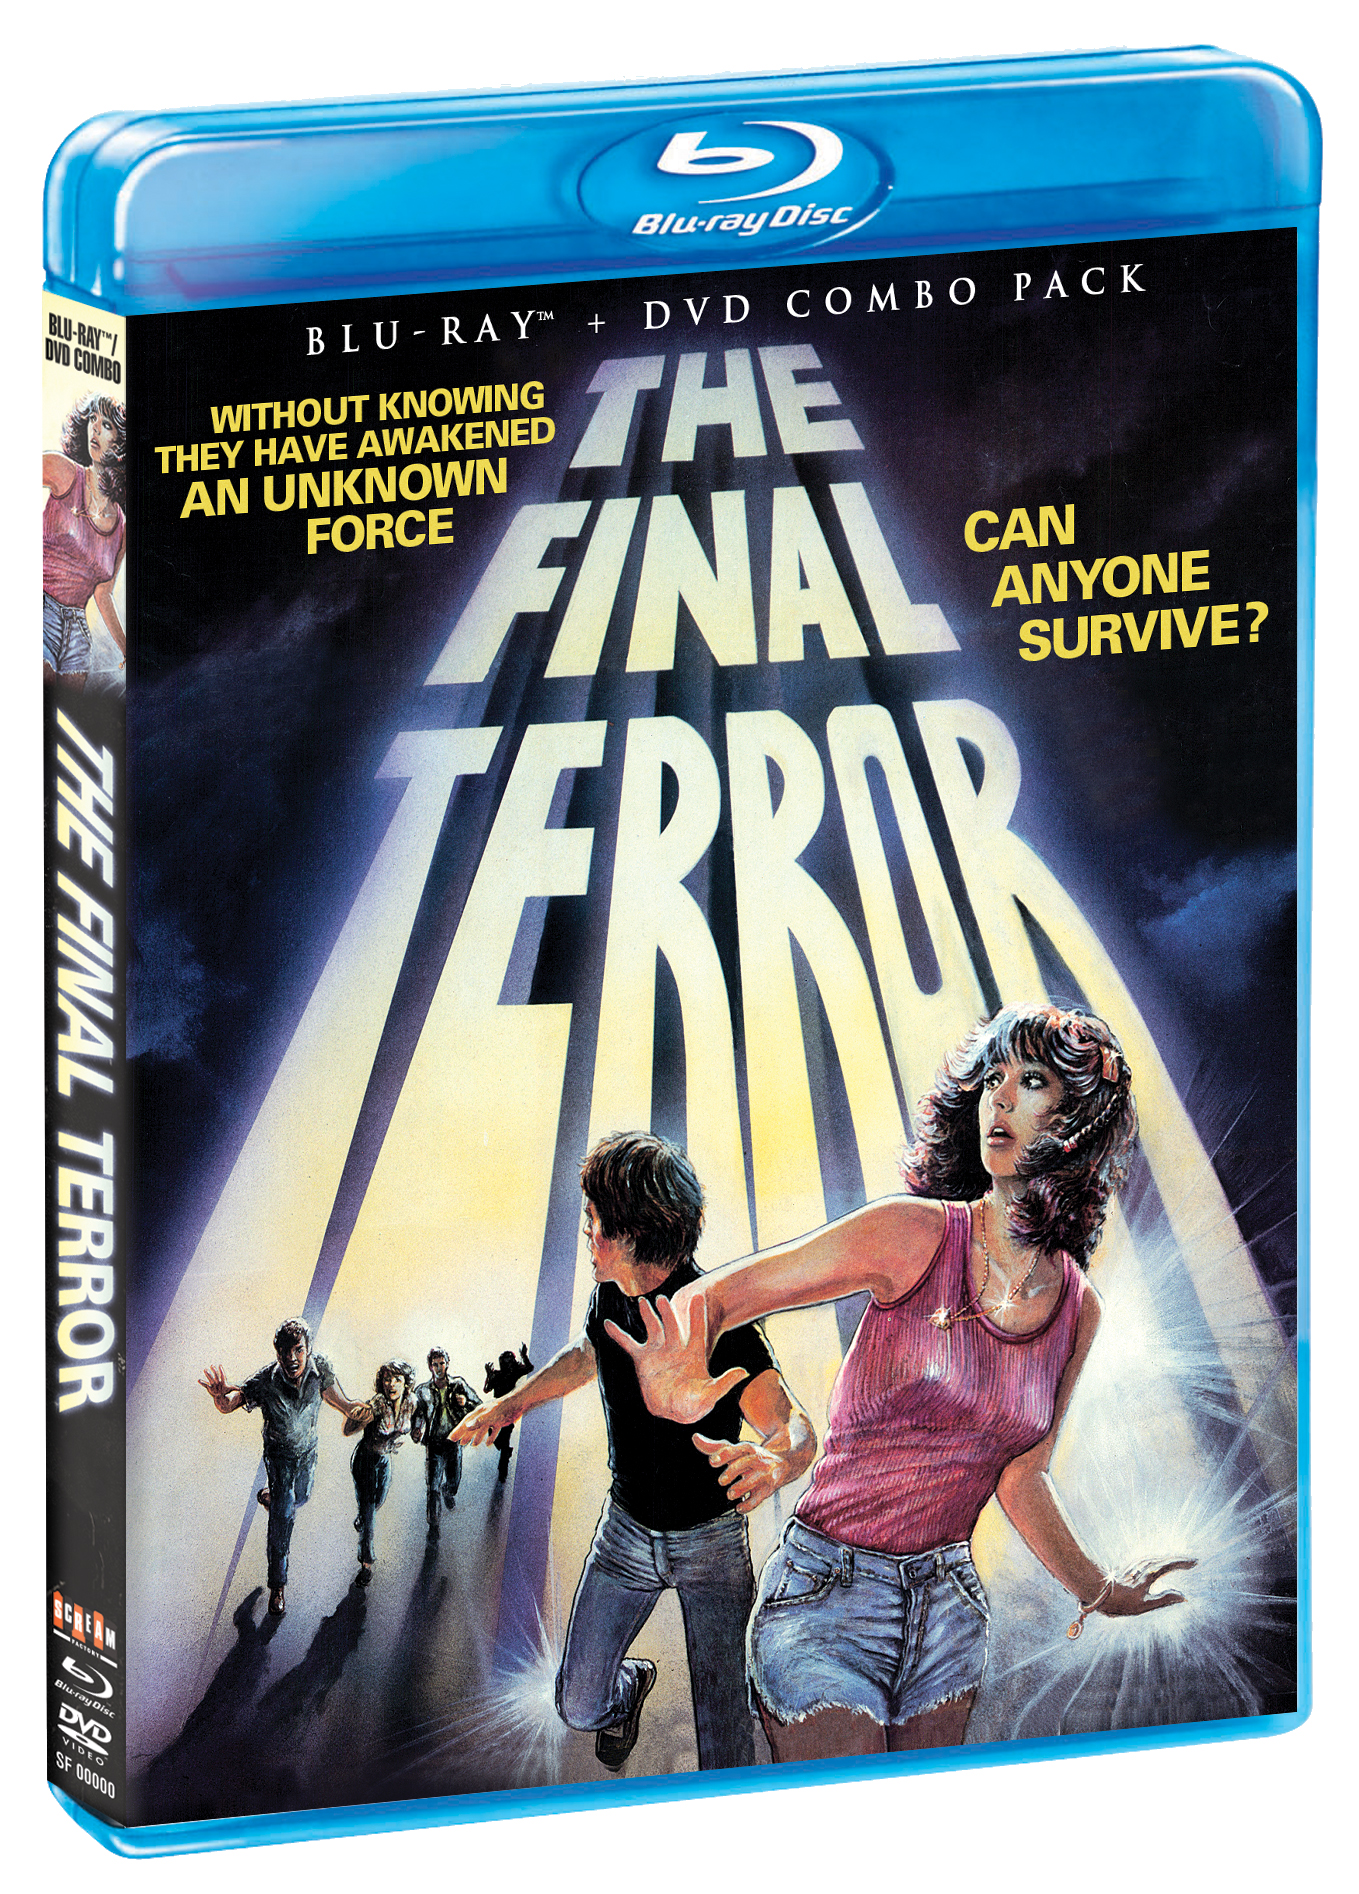 Blu-ray Disc
BLU-RAY™ + DVD COMBO PACK
WITHOUT KNOWING
THEY HAVE AWAKENED
AN UNKNOWN
FORCE
THE
FINAL
TERROR
CAN
ANYONE
SURVIVE?
BLU-RAY™/
DVD COMBO
THE FINAL TERROR
SCREAM
FACTORY
Blu-ray Disc
DVD
VIDEO
SF 00000